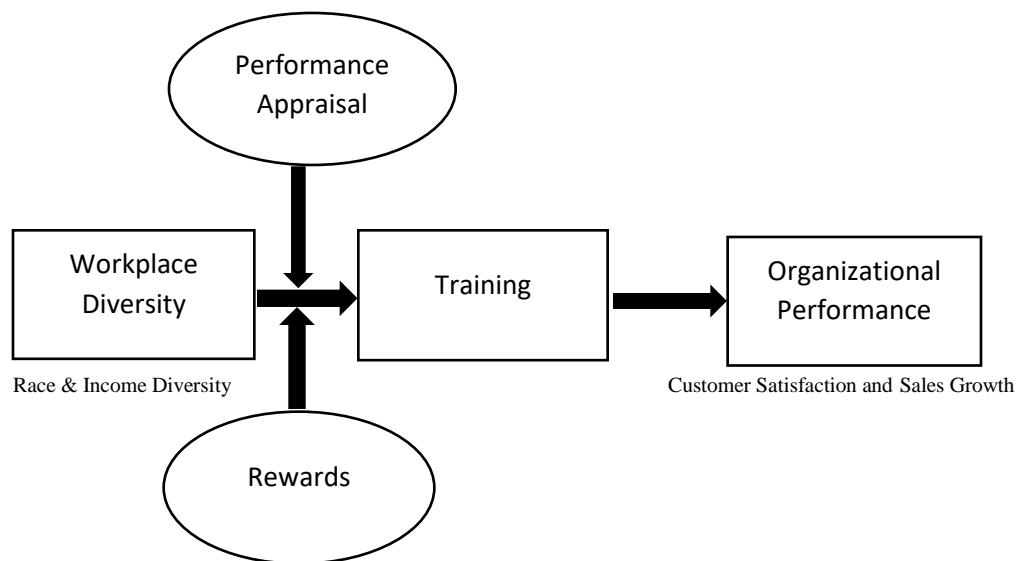 Performance
Appraisal
Workplace
Diversity
Training
Organizational
Performance
Race & Income Diversity
Customer Satisfaction and Sales Growth
Rewards